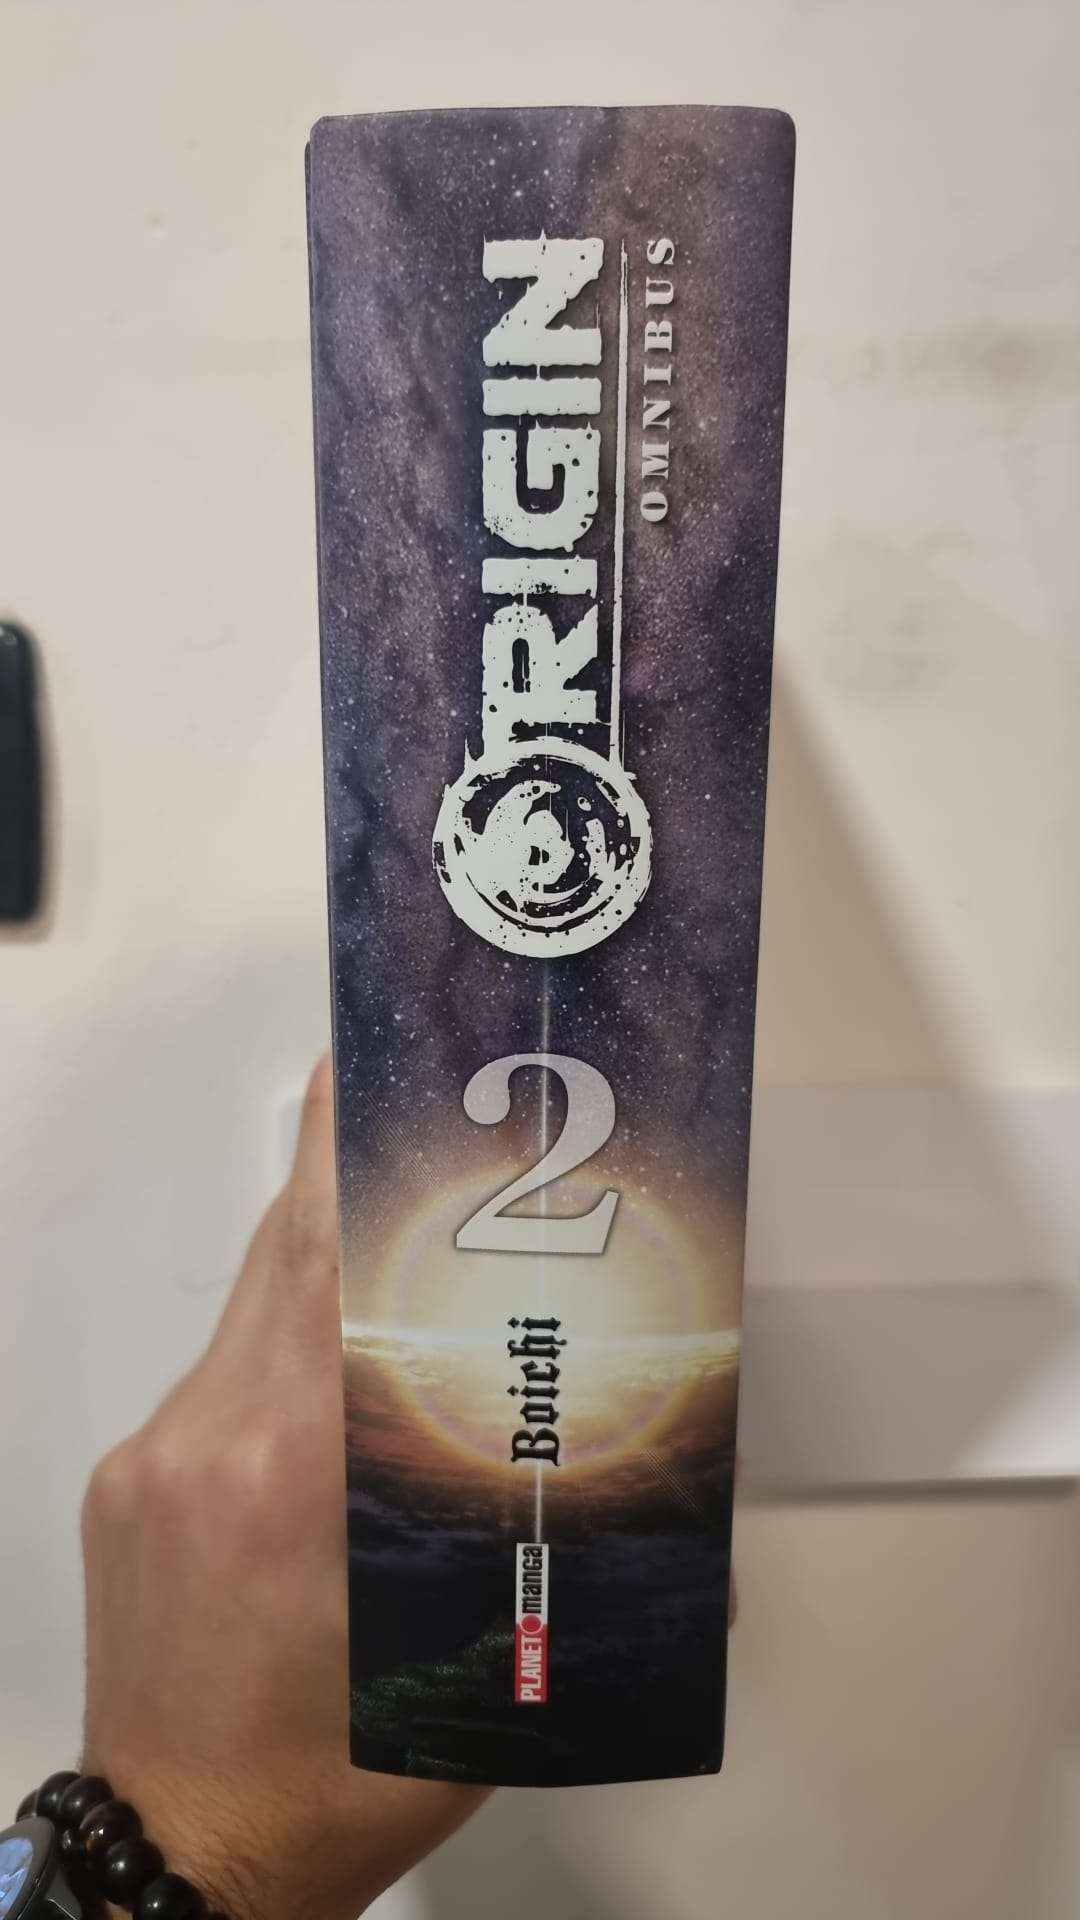 ORIGIN
OMNIBUS
2
Boichi
PLANET manga